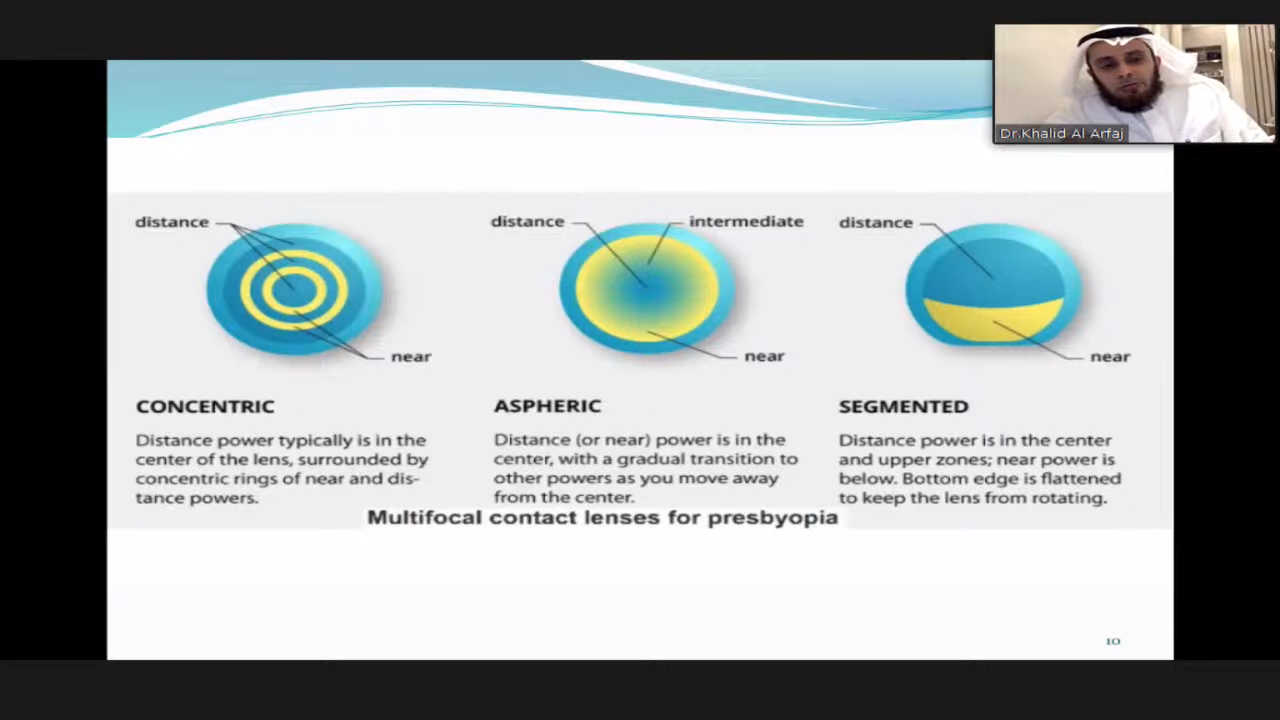 Dr.Khalid Al Arfaj
distance
near
CONCENTRIC
Distance power typically is in the
center of the lens, surrounded by
concentric rings of near and dis-
tance powers.
distance
intermediate
near
ASPHERIC
Distance (or near) power is in the
center, with a gradual transition to
other powers as you move away
from the center.
distance
near
SEGMENTED
Distance power is in the center
and upper zones; near power is
below. Bottom edge is flattened
to keep the lens from rotating.
Multifocal contact lenses for presbyopia
10